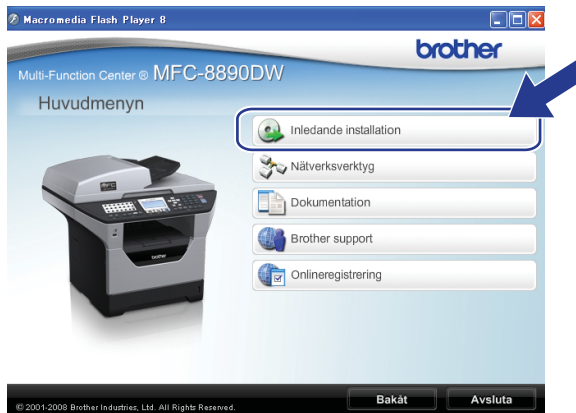 Macromedia Flash Player 8
brother
Multi-Function Center ® MFC-8890DW
Huvudmenyn
Inledande installation
Nätverksverktyg
Dokumentation
Brother support
Onlineregistrering
© 2001-2008 Brother Industries, Ltd. All Rights Reserved.
Bakåt
Avsluta